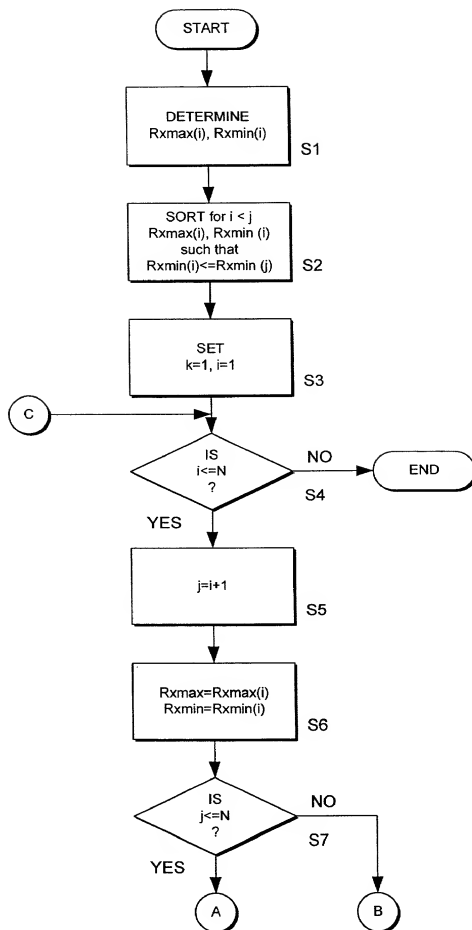 START
DETERMINE
Rxmax(i), Rxmin(i)
S1
SORT for i < j
Rxmax(i), Rxmin (i)
such that
Rxmin(i)<=Rxmin (j)
S2
SET
k=1, i=1
S3
C
IS
i<=N
?
NO
END
S4
YES
j=i+1
S5
Rxmax=Rxmax(i)
Rxmin=Rxmin(i)
S6
IS
j<=N
?
NO
S7
YES
A
B